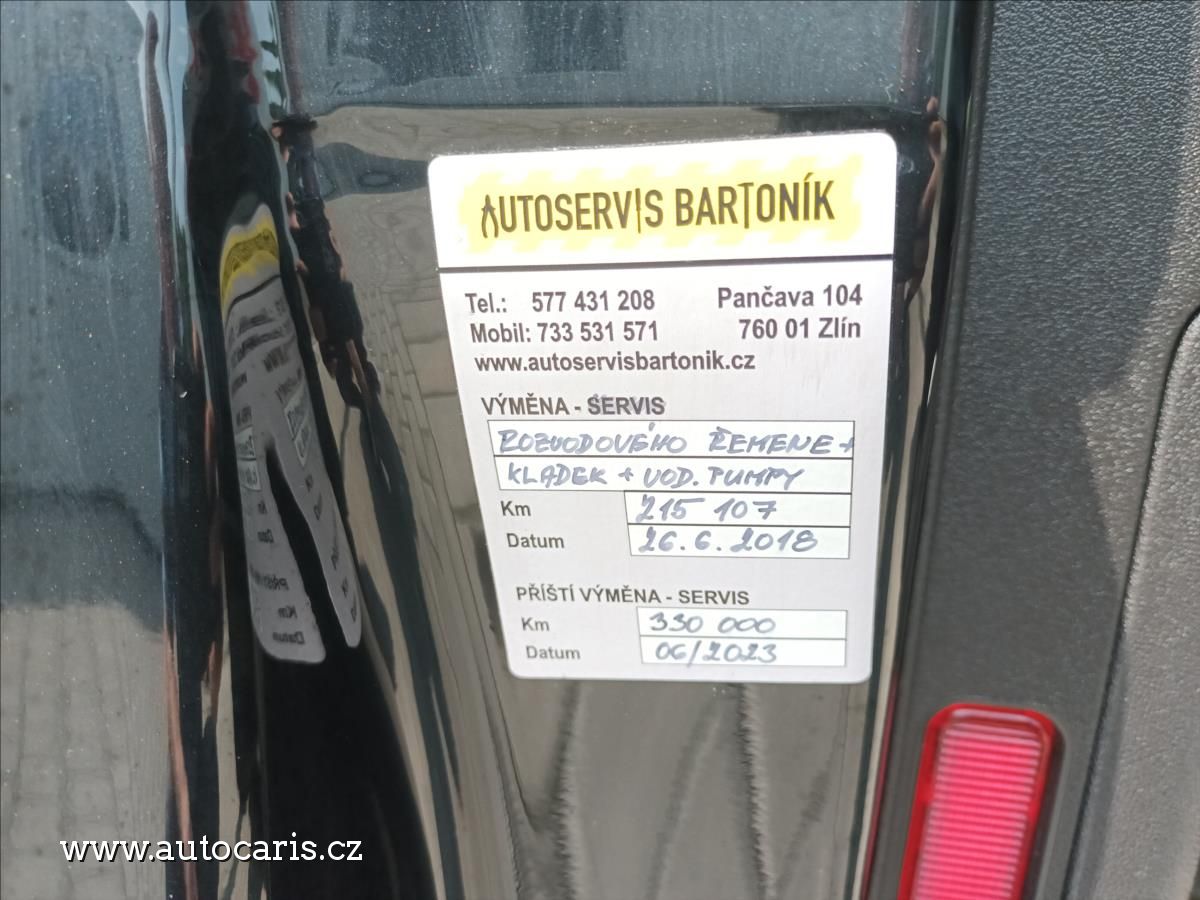 AUTOSERVIS BARTONÍK
Tel.: 577 431 208 Pančava 104
Mobil: 733 531 571 760 01 Zlín
www.autoservisbartonik.cz
VÝMĚNA - SERVIS
ROZVODOVÉHO ŘEMENE +
KLADEK + VOD. PUMPY
Km 215 107
Datum 26. 6. 2018
PŘÍŠTÍ VÝMĚNA - SERVIS
Km 330 000
Datum 06/2023
www.autocaris.cz